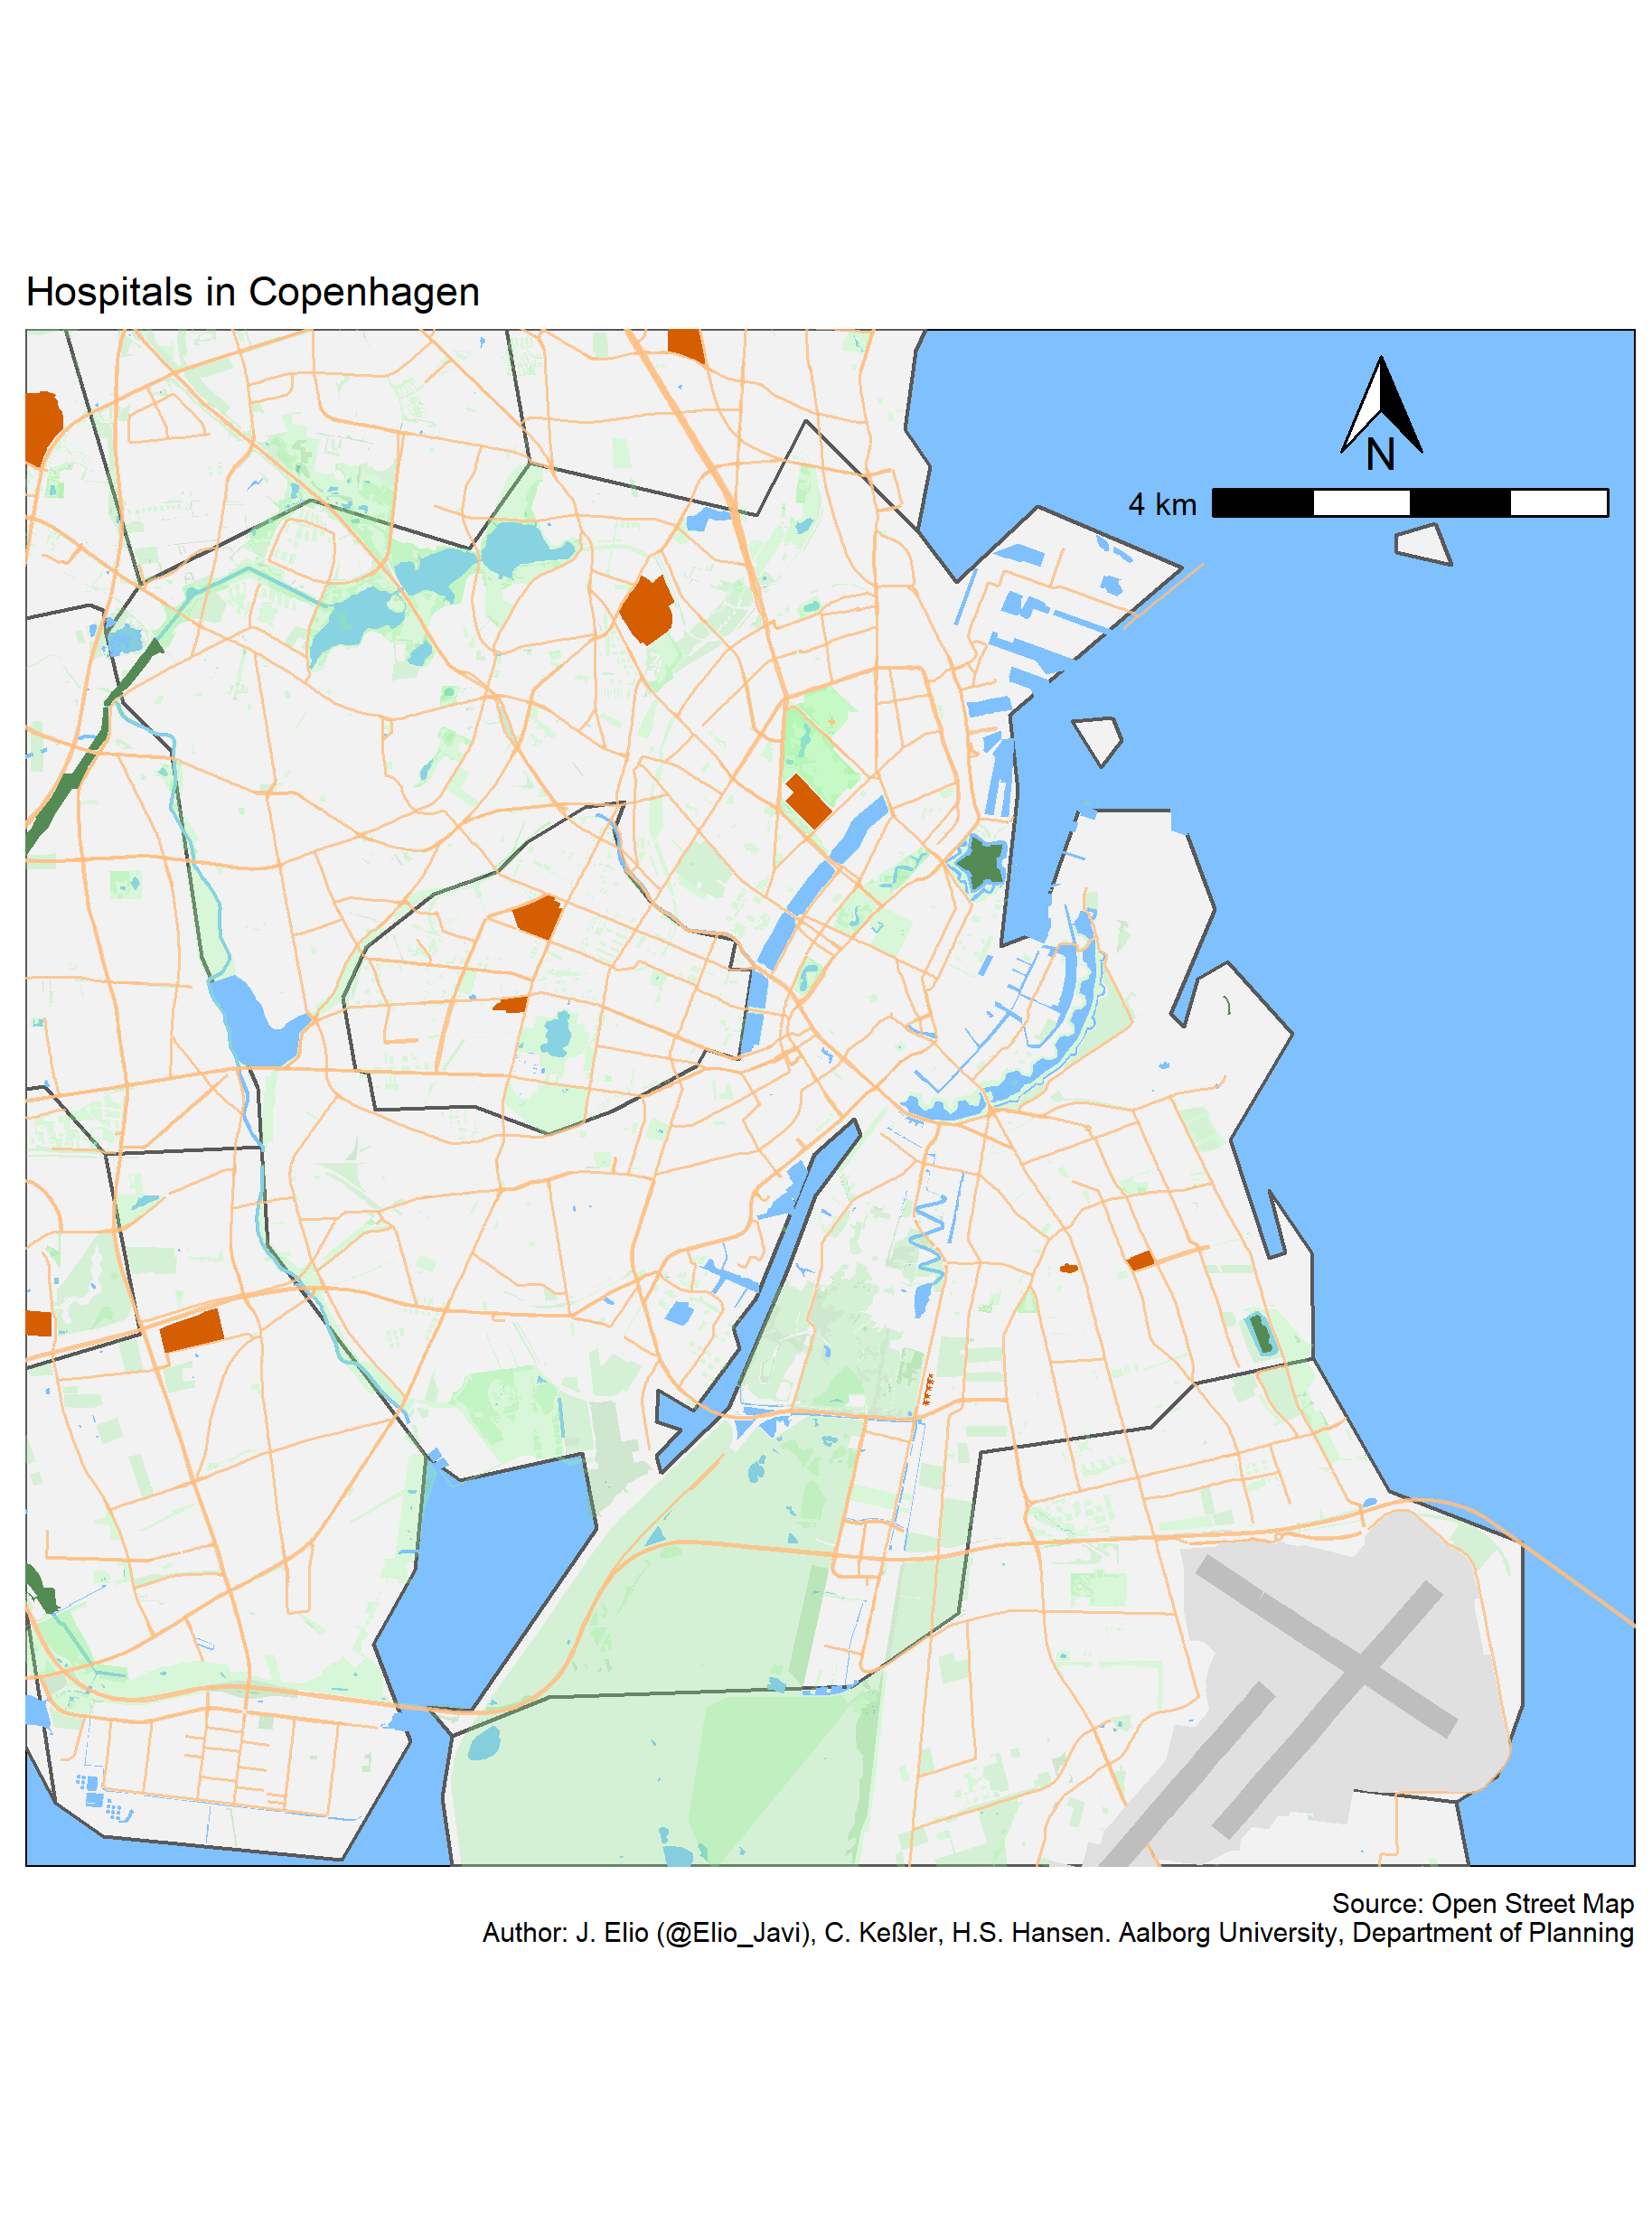 Hospitals in Copenhagen
N
4 km
Source: Open Street Map
Author: J. Elio (@Elio_Javi), C. Keßler, H.S. Hansen. Aalborg University, Department of Planning